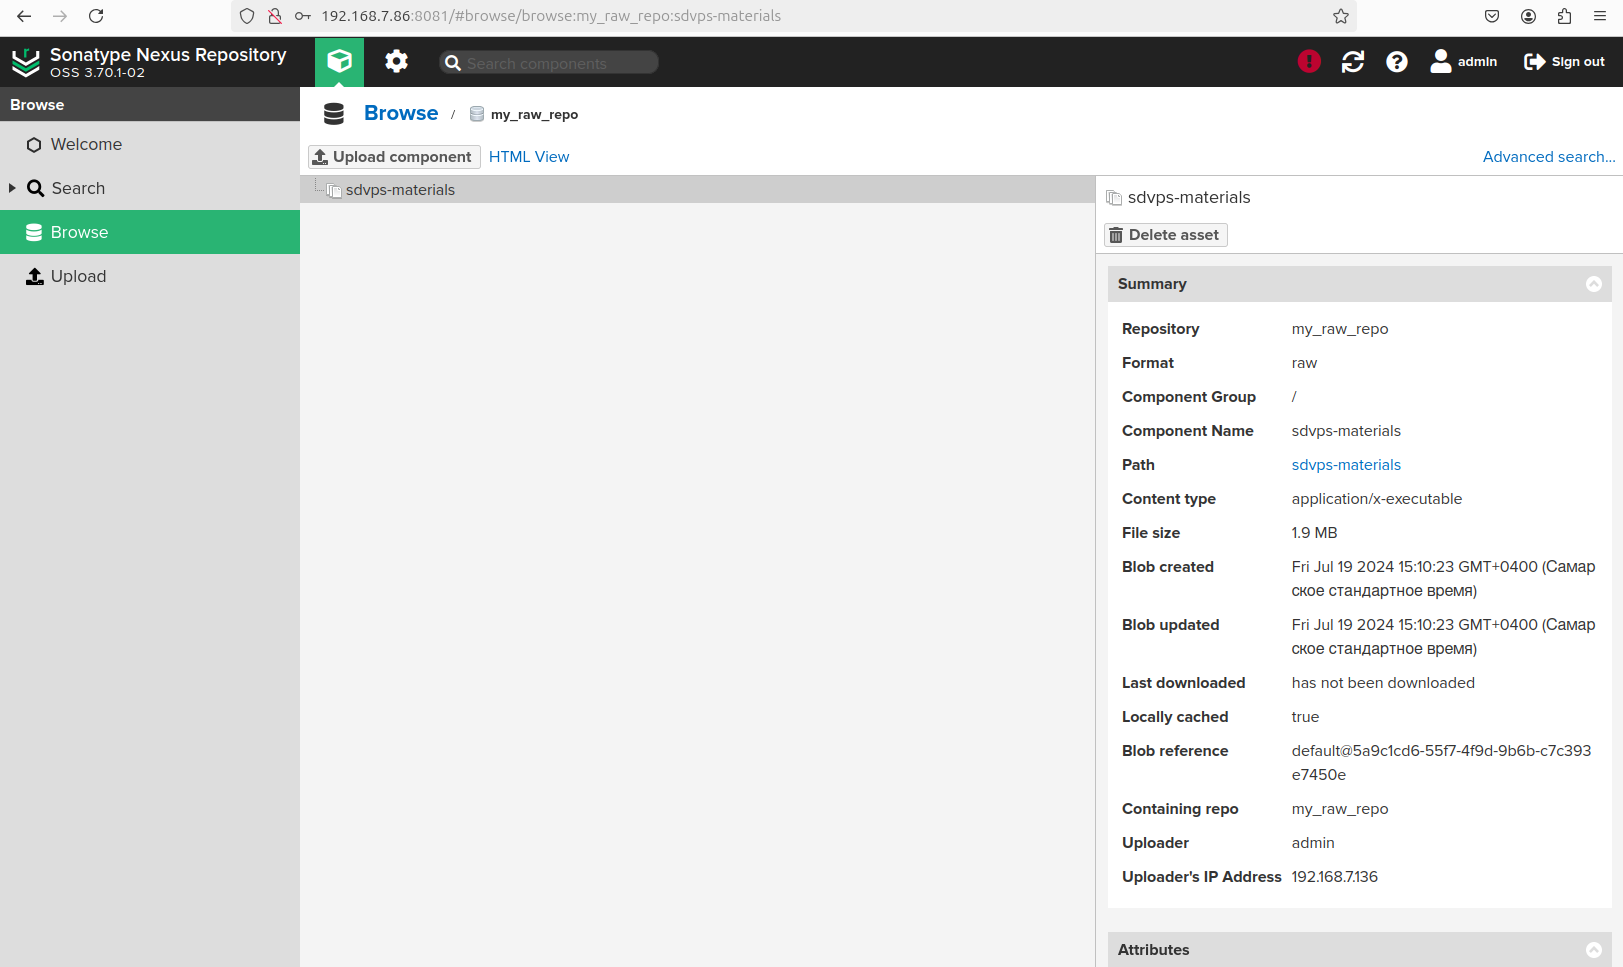 192.168.7.86:8081/#browse/browse:my_raw_repo:sdvps-materials
Sonatype Nexus Repository
OSS 3.70.1-02
Search components
admin
Sign out
Browse
Welcome
Search
Browse
Upload
Browse / my_raw_repo
Upload component
HTML View
Advanced search...
sdvps-materials
sdvps-materials
Delete asset
Summary
Repository my_raw_repo
Format raw
Component Group /
Component Name sdvps-materials
Path sdvps-materials
Content type application/x-executable
File size 1.9 MB
Blob created Fri Jul 19 2024 15:10:23 GMT+0400 (Самар
ское стандартное время)
Blob updated Fri Jul 19 2024 15:10:23 GMT+0400 (Самар
ское стандартное время)
Last downloaded has not been downloaded
Locally cached true
Blob reference default@5a9c1cd6-55f7-4f9d-9b6b-c7c393
e7450e
Containing repo my_raw_repo
Uploader admin
Uploader's IP Address 192.168.7.136
Attributes